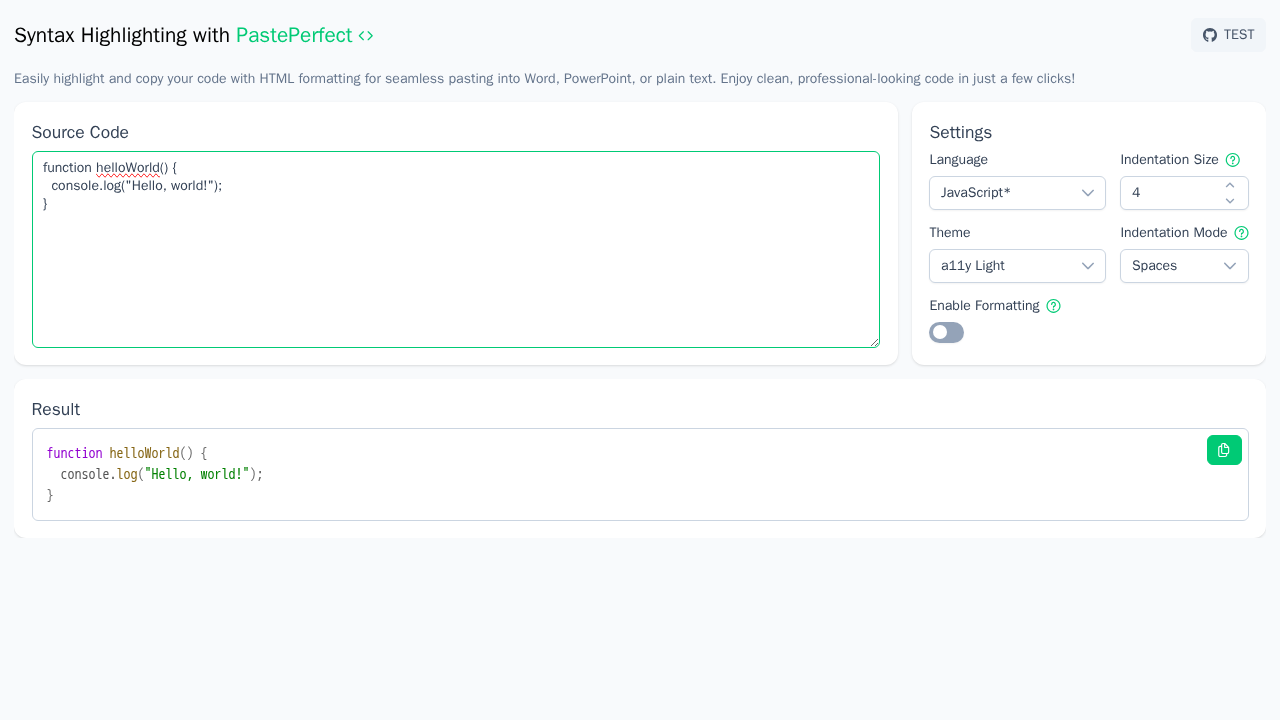 Syntax Highlighting with PastePerfect
TEST
Easily highlight and copy your code with HTML formatting for seamless pasting into Word, PowerPoint, or plain text. Enjoy clean, professional-looking code in just a few clicks!
Source Code
function helloWorld() {
  console.log("Hello, world!");
}
Settings
Language
Indentation Size
JavaScript*
4
Theme
Indentation Mode
a11y Light
Spaces
Enable Formatting
Result
function helloWorld() {
  console.log("Hello, world!");
}